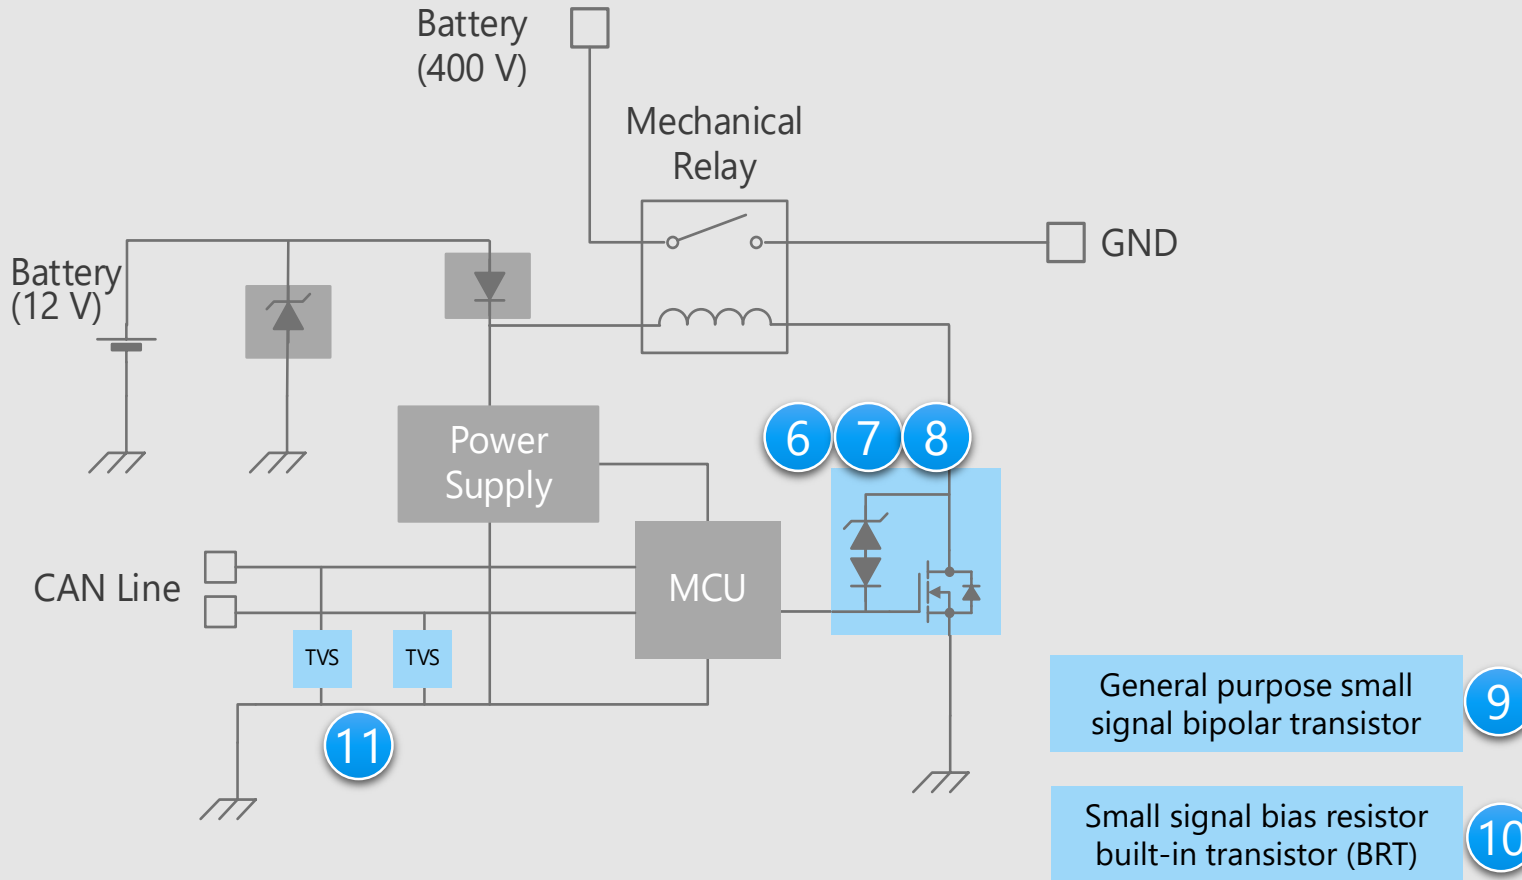 Battery
(400 V)
Mechanical
Relay
GND
Battery
(12 V)
Power
Supply
6
7
8
CAN Line
MCU
TVS
TVS
11
General purpose small
signal bipolar transistor
9
Small signal bias resistor
built-in transistor (BRT)
10